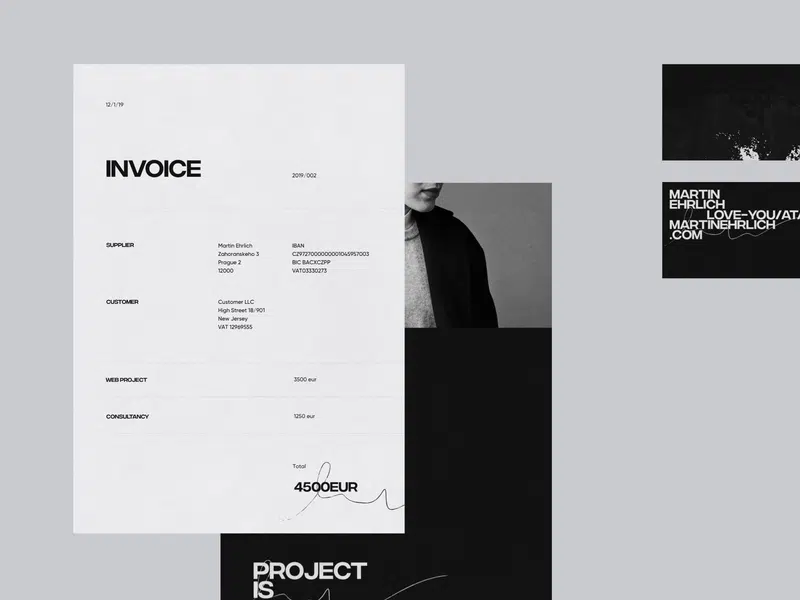 12/1/19
INVOICE
2019/002
SUPPLIER
Martin Ehrlich
Zahoranskeho 3
Prague 2
12000
IBAN
CZ9727000000001045957003
BIC BACXCZPP
VAT03330273
CUSTOMER
Customer LLC
High Street 18/901
New Jersey
VAT 12969555
WEB PROJECT
3500 eur
CONSULTANCY
1250 eur
Total
4500EUR
PROJECT
IS
MARTIN
EHRLICH
LOVE-YOU/ATA
MARTINEHRLICH
.COM